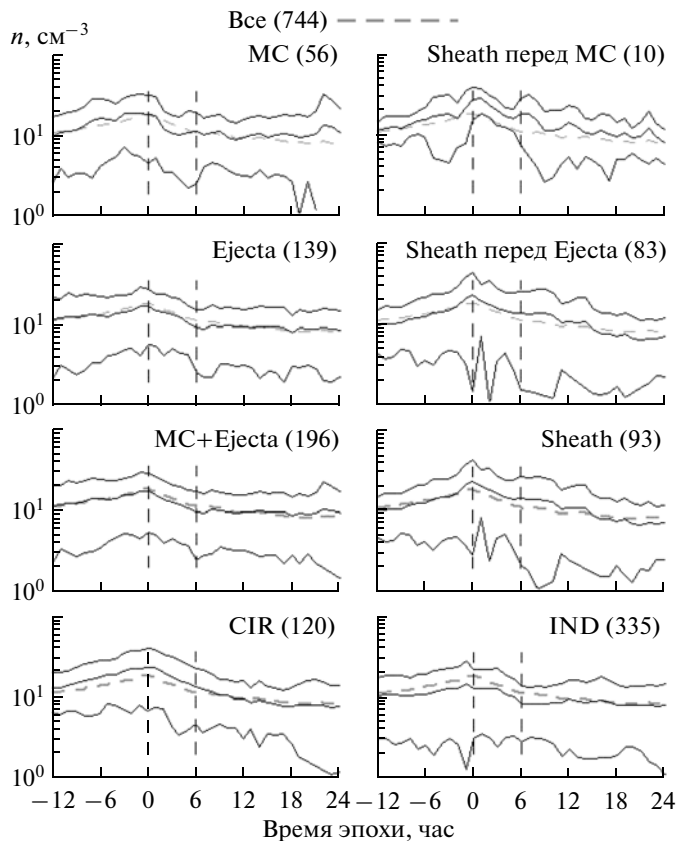 Все (744)
n, см⁻³
MC (56)
Sheath перед MC (10)
10¹
10⁰
Ejecta (139)
Sheath перед Ejecta (83)
10¹
10⁰
MC+Ejecta (196)
Sheath (93)
10¹
10⁰
CIR (120)
IND (335)
10¹
10⁰
−12 −6 0 6 12 18 24 −12 −6 0 6 12 18 24
Время эпохи, час